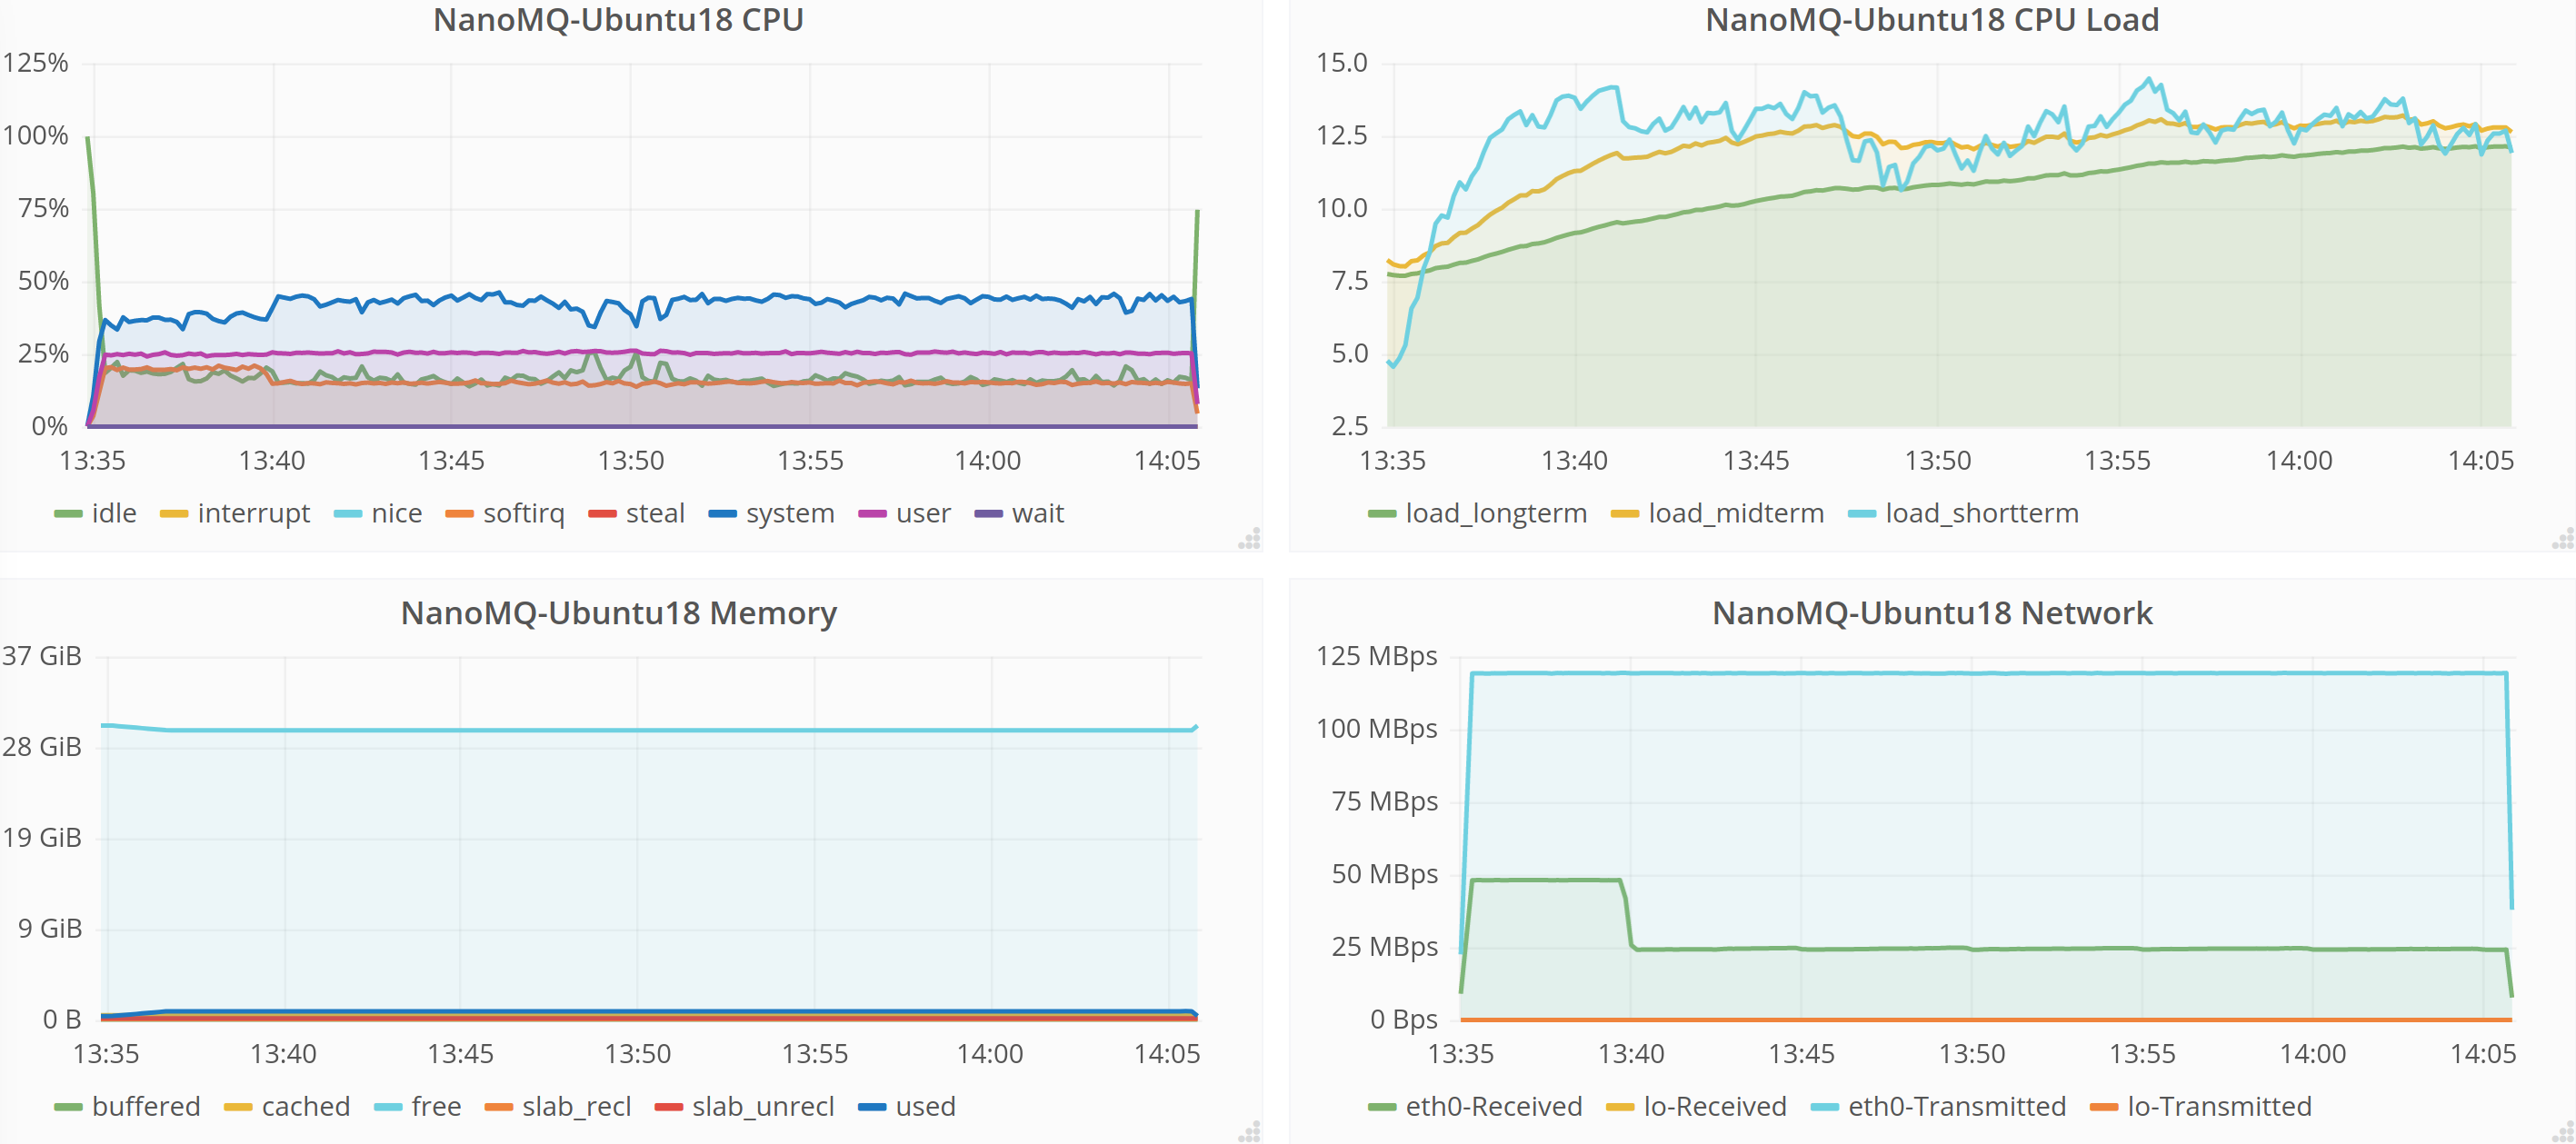 NanoMQ-Ubuntu18 CPU
125%
100%
75%
50%
25%
0%
13:35 13:40 13:45 13:50 13:55 14:00 14:05
idle interrupt nice softirq steal system user wait
NanoMQ-Ubuntu18 CPU Load
15.0
12.5
10.0
7.5
5.0
2.5
13:35 13:40 13:45 13:50 13:55 14:00 14:05
load_longterm load_midterm load_shortterm
NanoMQ-Ubuntu18 Memory
37 GiB
28 GiB
19 GiB
9 GiB
0 B
13:35 13:40 13:45 13:50 13:55 14:00 14:05
buffered cached free slab_recl slab_unrecl used
NanoMQ-Ubuntu18 Network
125 MBps
100 MBps
75 MBps
50 MBps
25 MBps
0 Bps
13:35 13:40 13:45 13:50 13:55 14:00 14:05
eth0-Received lo-Received eth0-Transmitted lo-Transmitted